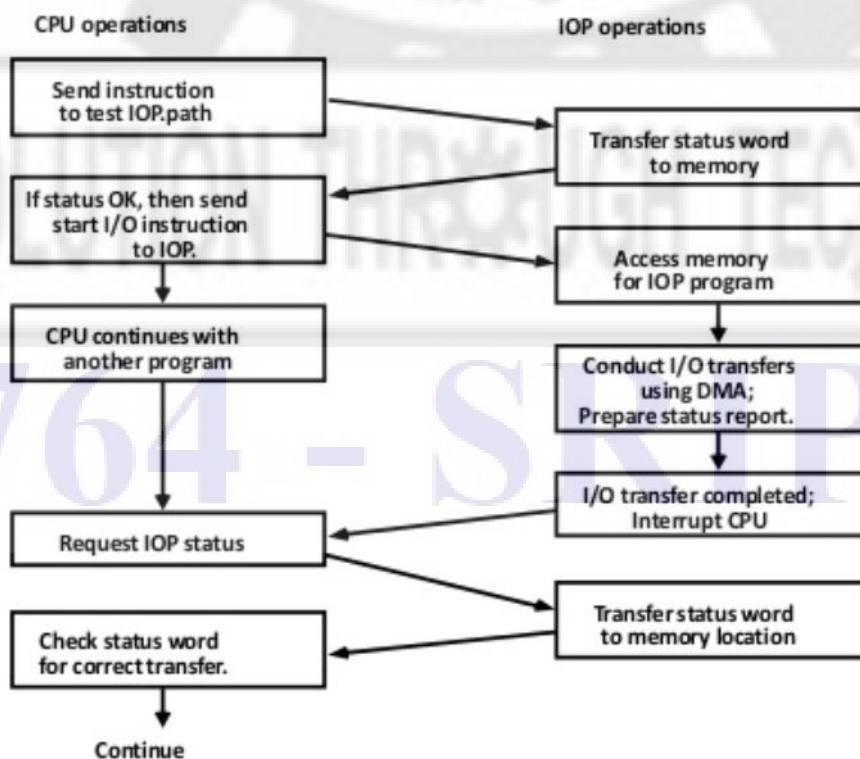 CPU operations
IOP operations
Send instruction
to test IOP.path
Transfer status word
to memory
If status OK, then send
start I/O instruction
to IOP.
Access memory
for IOP program
CPU continues with
another program
Conduct I/O transfers
using DMA;
Prepare status report.
I/O transfer completed;
Interrupt CPU
Request IOP status
Transfer status word
to memory location
Check status word
for correct transfer.
Continue
THROUGH
764 - SRIP